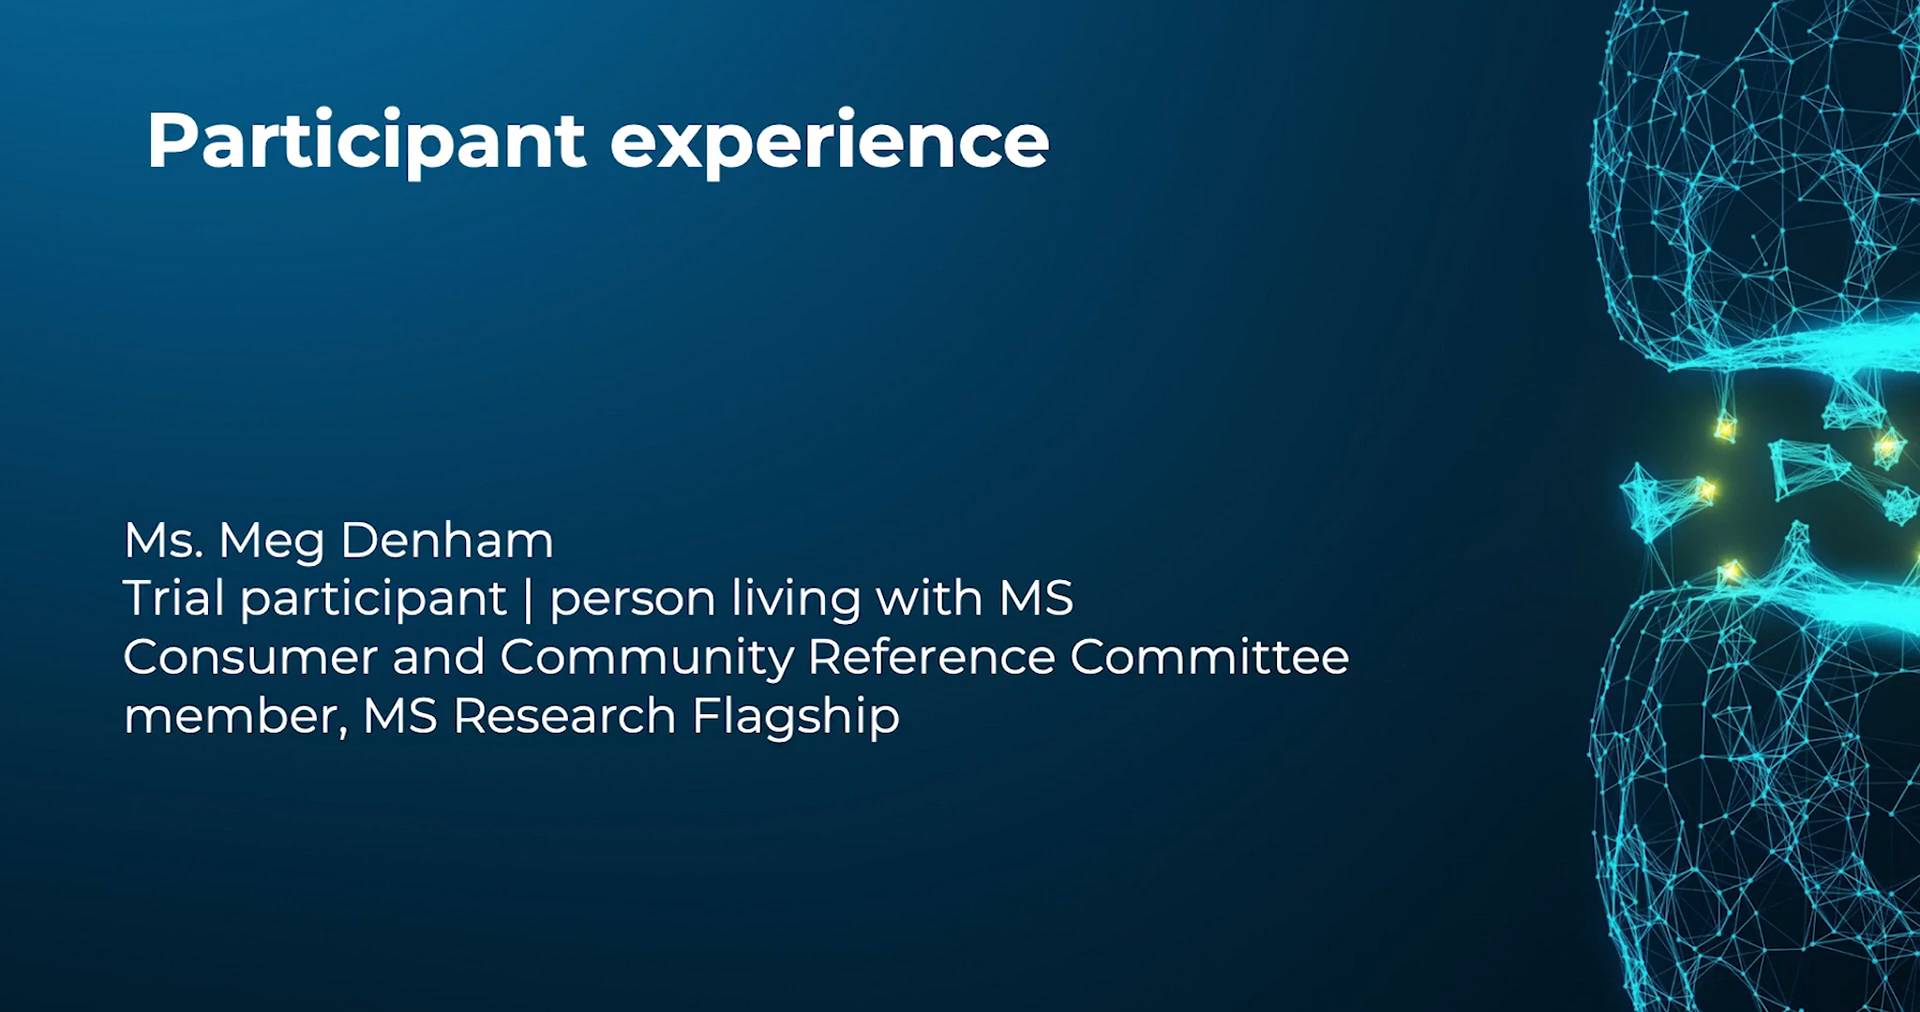 Participant experience
Ms. Meg Denham
Trial participant | person living with MS
Consumer and Community Reference Committee
member, MS Research Flagship